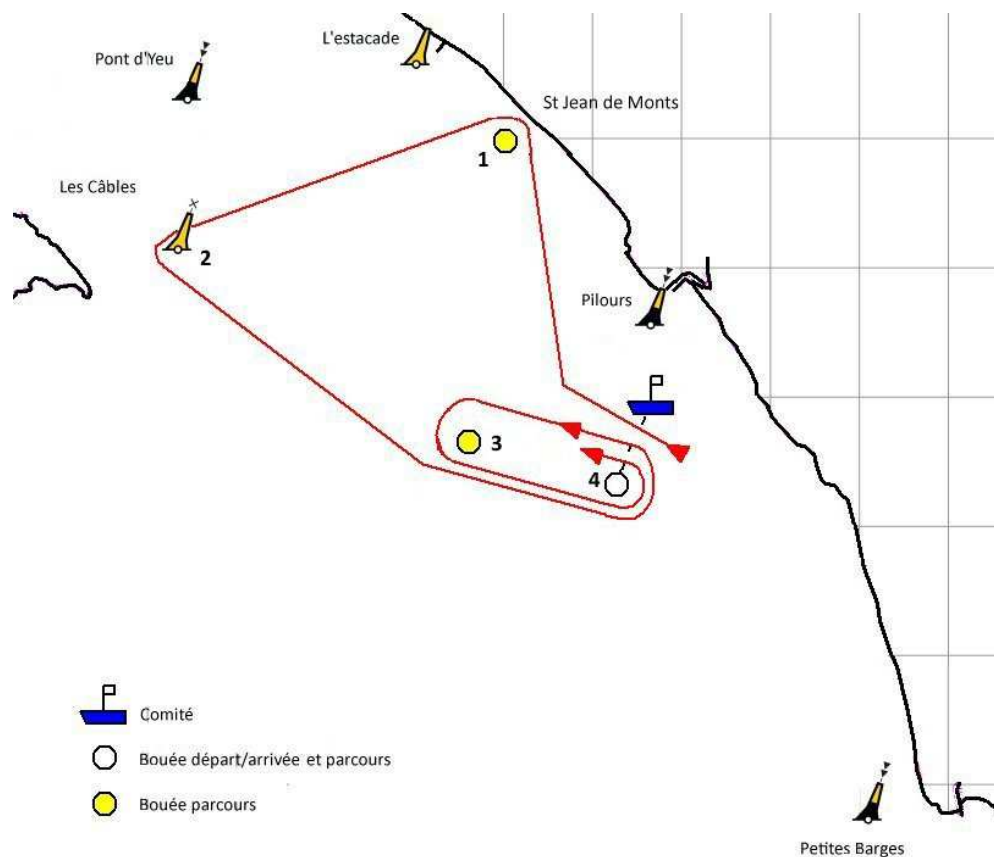 L'estacade
Pont d'Yeu
St Jean de Monts
1
Les Câbles
2
Pilours
3
4
Comité
Bouée départ/arrivée et parcours
Bouée parcours
Petites Barges